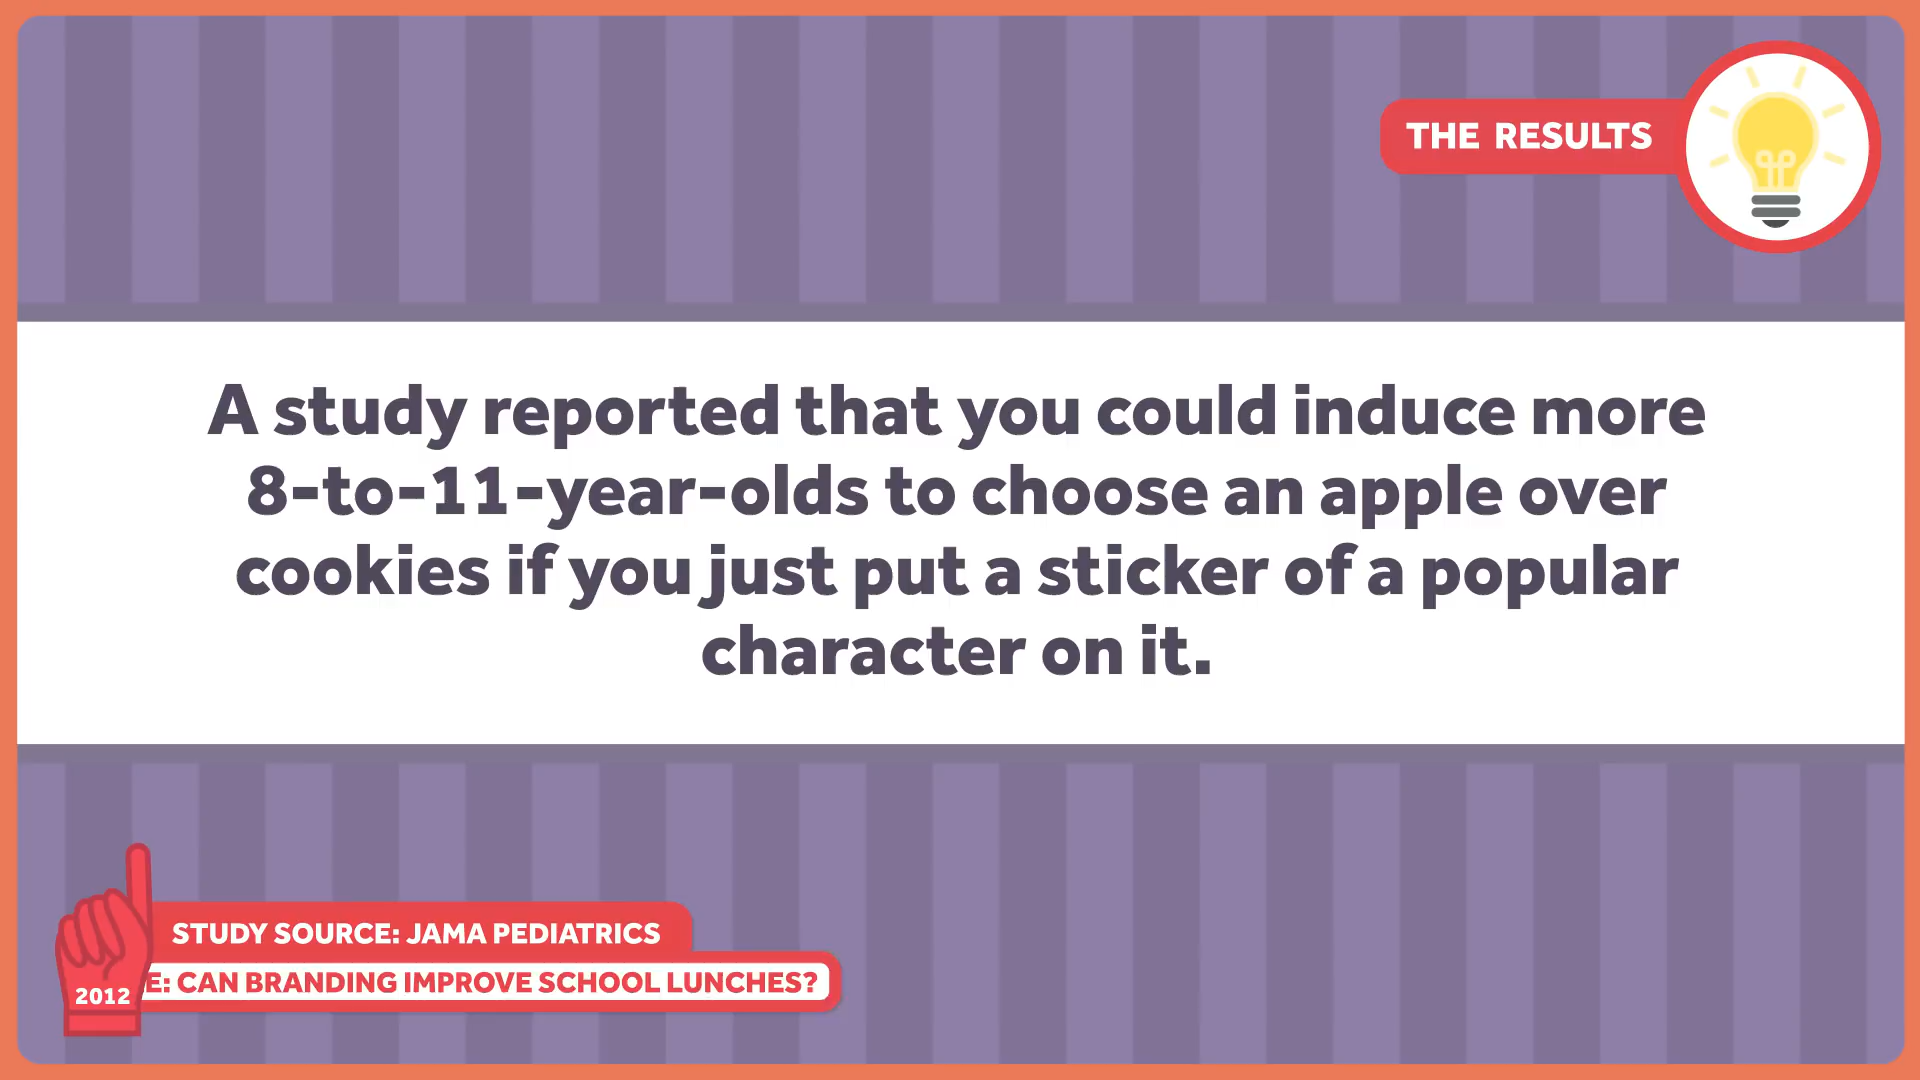 THE RESULTS
A study reported that you could induce more
8-to-11-year-olds to choose an apple over
cookies if you just put a sticker of a popular
character on it.
STUDY SOURCE: JAMA PEDIATRICS
E: CAN BRANDING IMPROVE SCHOOL LUNCHES?
2012